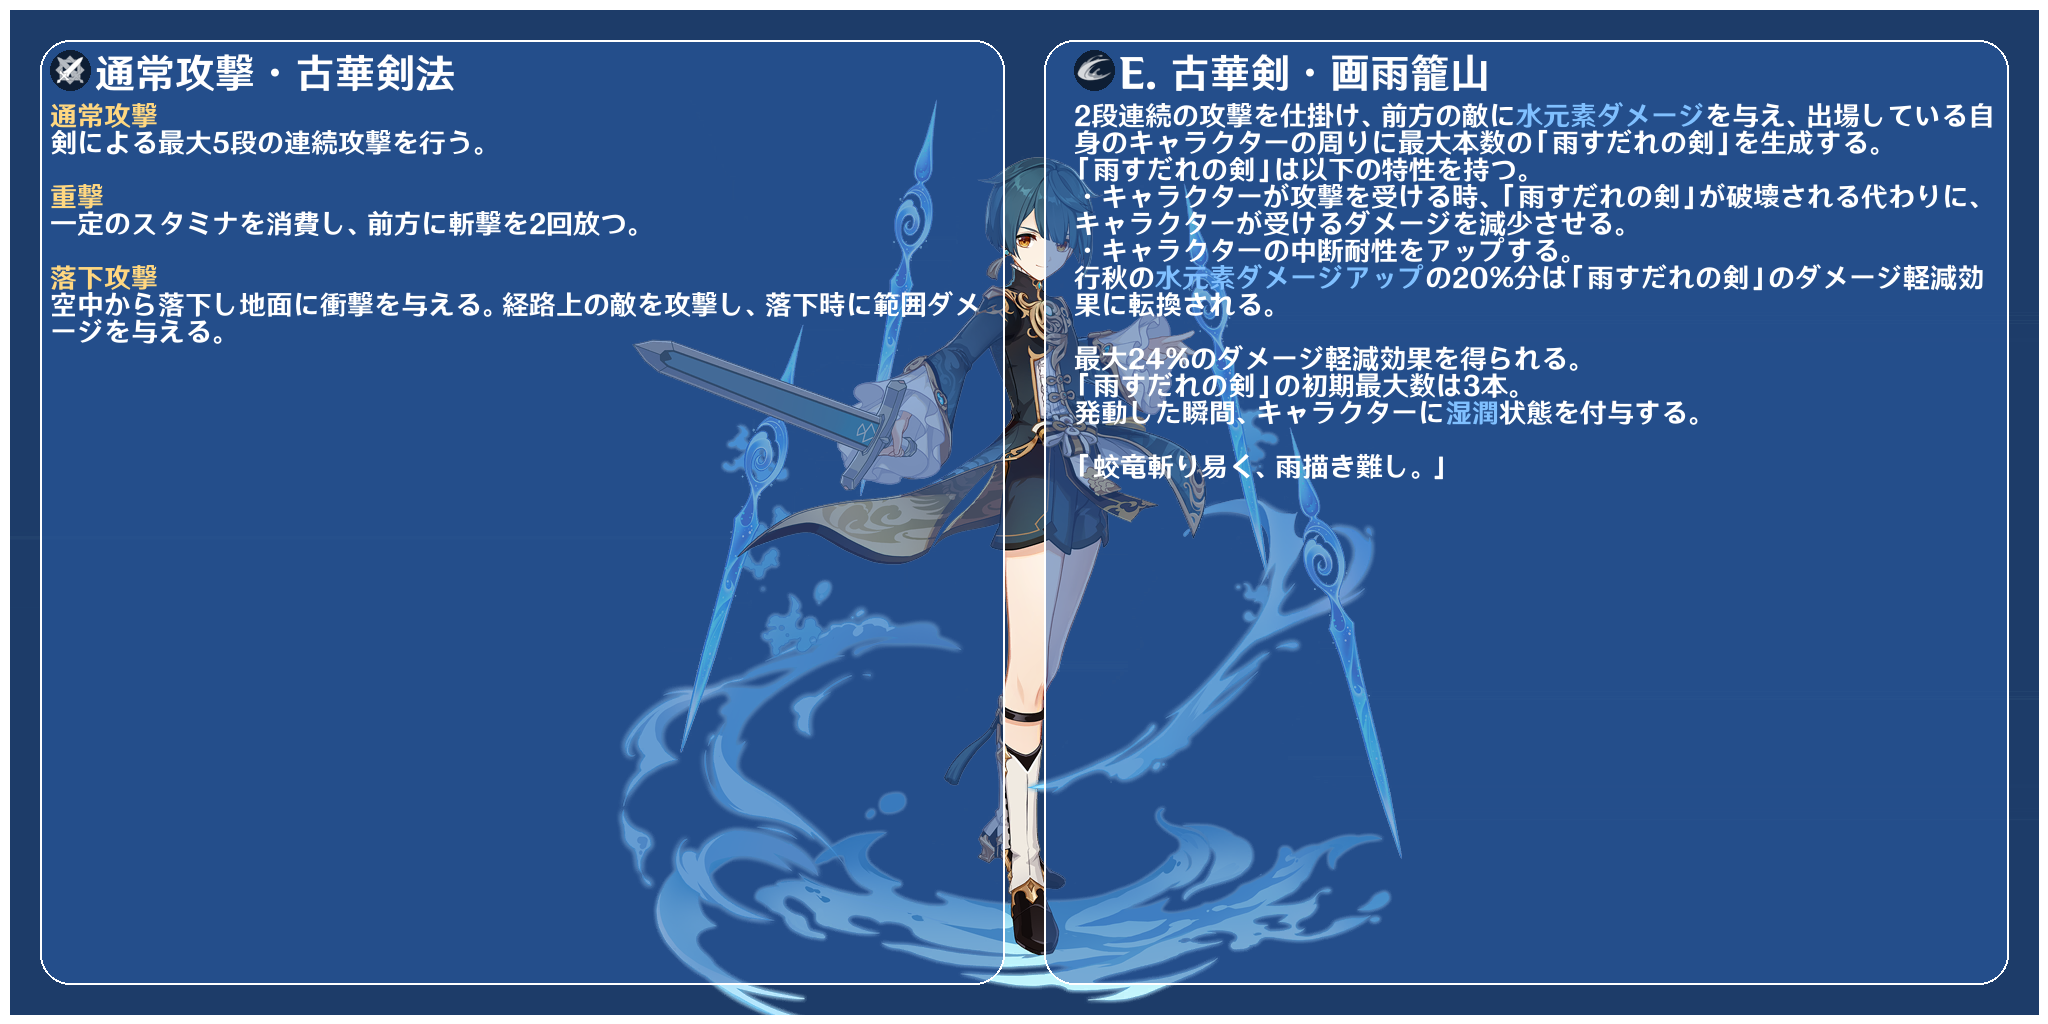 通常攻撃・古華剣法
通常攻撃
剣による最大5段の連続攻撃を行う。
重撃
一定のスタミナを消費し、前方に斬撃を2回放つ。
落下攻撃
空中から落下し地面に衝撃を与える。経路上の敵を攻撃し、落下時に範囲ダメ
ージを与える。
E. 古華剣・画雨籠山
2段連続の攻撃を仕掛け、前方の敵に水元素ダメージを与え、出場している自
身のキャラクターの周りに最大本数の「雨すだれの剣」を生成する。
「雨すだれの剣」は以下の特性を持つ。
・キャラクターが攻撃を受ける時、「雨すだれの剣」が破壊される代わりに、
キャラクターが受けるダメージを減少させる。
・キャラクターの中断耐性をアップする。
行秋の水元素ダメージアップの20%分は「雨すだれの剣」のダメージ軽減効
果に転換される。
最大24%のダメージ軽減効果を得られる。
「雨すだれの剣」の初期最大数は3本。
発動した瞬間、キャラクターに湿潤状態を付与する。
「蛟竜斬り易く、雨描き難し。」